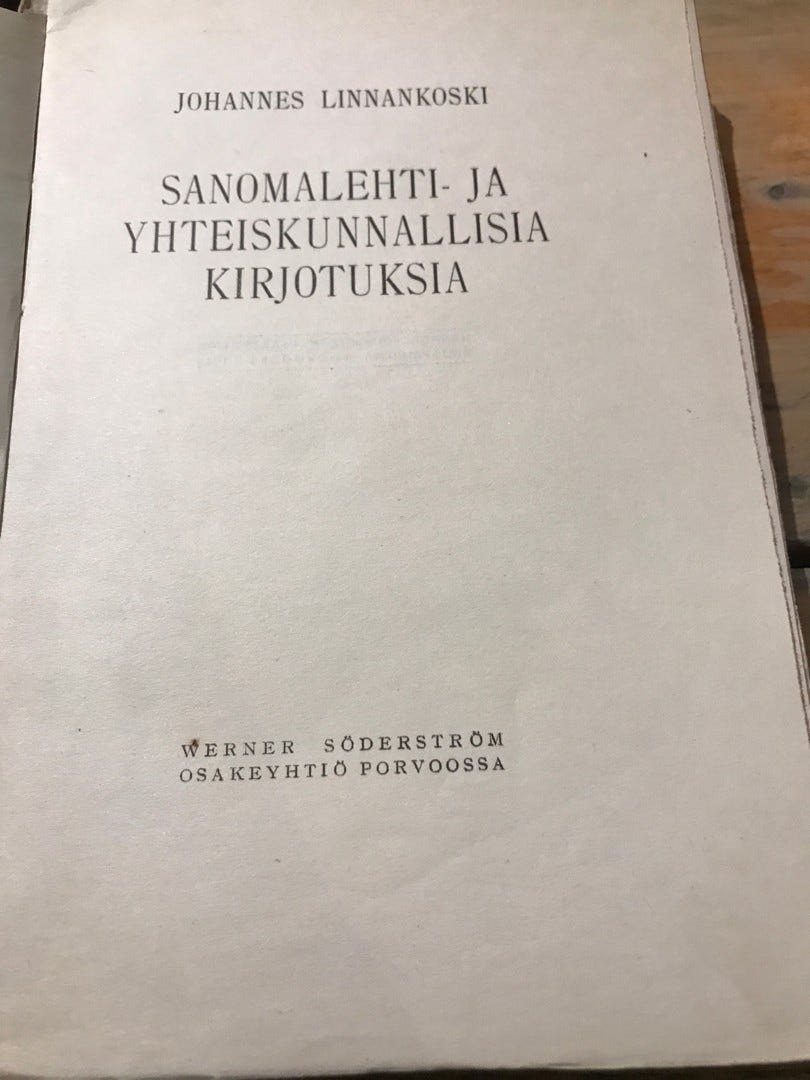 JOHANNES LINNANKOSKI
SANOMALEHTI- JA
YHTEISKUNNALLISIA
KIRJOTUKSIA
WERNER SÖDERSTRÖM
OSAKEYHTIÖ PORVOOSSA